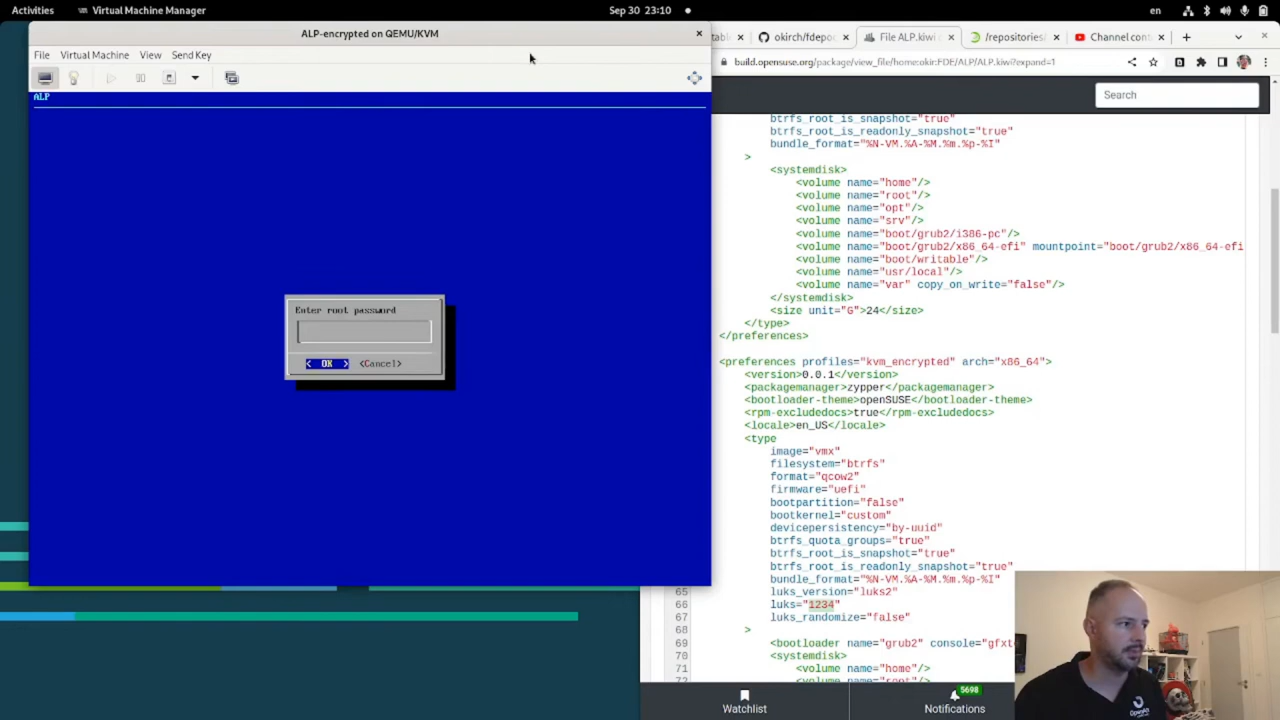 Activities
Virtual Machine Manager
Sep 30 23:10
en
ALP-encrypted on QEMU/KVM
File
Virtual Machine
View
Send Key
ALP
Enter root password
< OK >
<Cancel>
okirch/fdepoc
File ALP.kiwi
/repositories/
Channel cont
build.opensuse.org/package/view_file/home:okir:FDE/ALP/ALP.kiwi?expand=1
Search
btrfs_root_is_snapshot="true"
btrfs_root_is_readonly_snapshot="true"
bundle_format="%N-VM.%A-%M.%m.%p-%I"
>
<systemdisk>
<volume name="home"/>
<volume name="root"/>
<volume name="opt"/>
<volume name="srv"/>
<volume name="boot/grub2/i386-pc"/>
<volume name="boot/grub2/x86_64-efi" mountpoint="boot/grub2/x86_64-efi
<volume name="boot/writable"/>
<volume name="usr/local"/>
<volume name="var" copy_on_write="false"/>
</systemdisk>
<size unit="G">24</size>
</type>
</preferences>
<preferences profiles="kvm_encrypted" arch="x86_64">
<version>0.0.1</version>
<packagemanager>zypper</packagemanager>
<bootloader-theme>openSUSE</bootloader-theme>
<rpm-excludedocs>true</rpm-excludedocs>
<locale>en_US</locale>
<type
image="vmx"
filesystem="btrfs"
format="qcow2"
firmware="uefi"
bootpartition="false"
bootkernel="custom"
devicepersistency="by-uuid"
btrfs_quota_groups="true"
btrfs_root_is_snapshot="true"
btrfs_root_is_readonly_snapshot="true"
bundle_format="%N-VM.%A-%M.%m.%p-%I"
65 luks_version="luks2"
66 luks="1234"
67 luks_randomize="false"
68 >
69 <bootloader name="grub2" console="gfxt
70 <systemdisk>
71 <volume name="home"/>
72 <volume name="root"/>
Watchlist
5698
Notifications